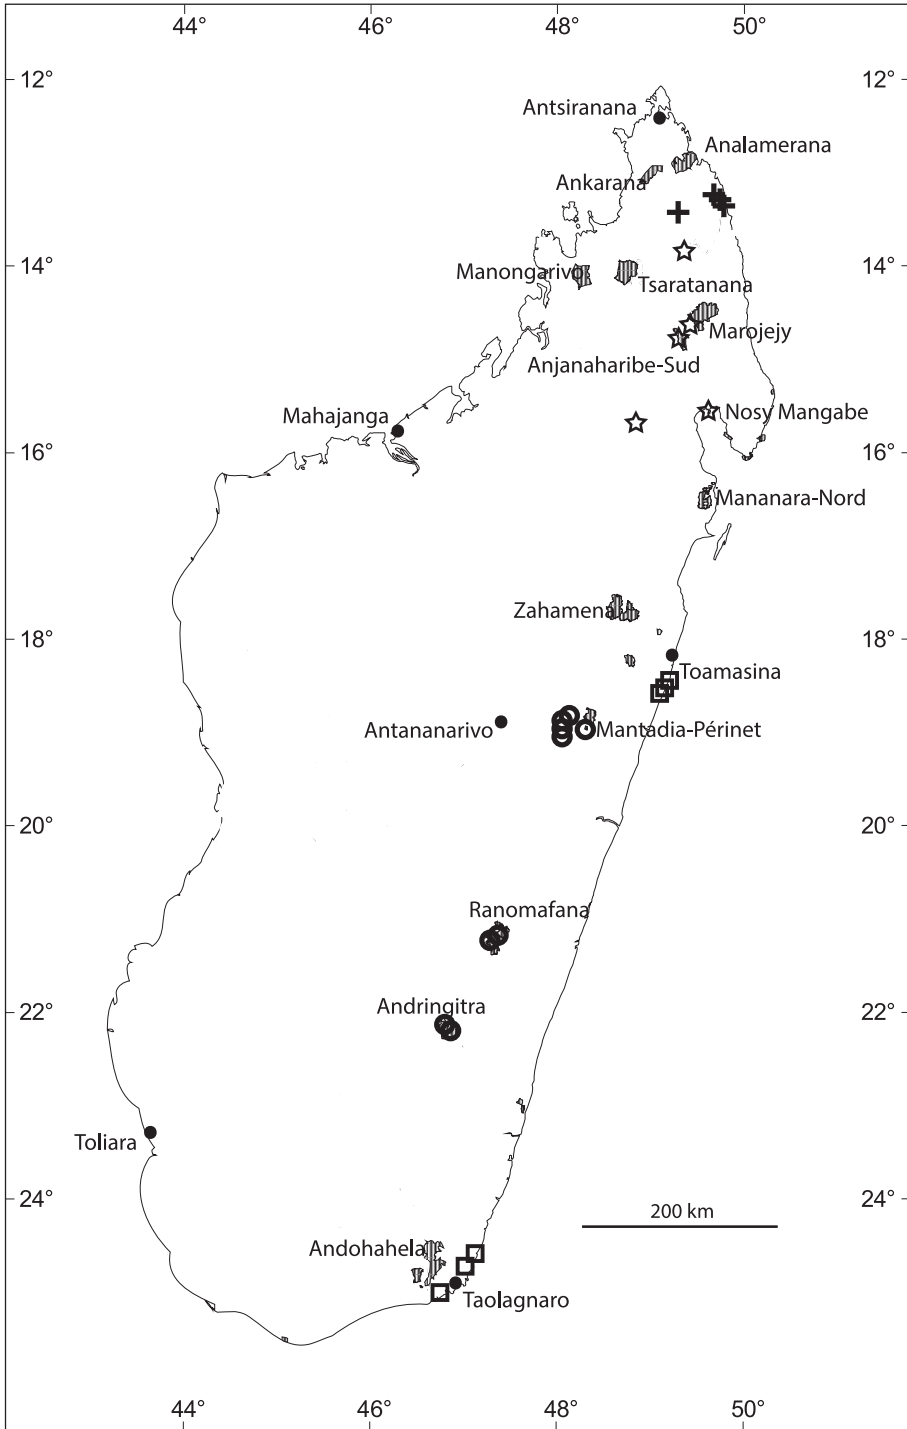 44°
46°
48°
50°
12°
12°
Antsiranana
Analamerana
Ankarana
14°
14°
Manongarivo
Tsaratanana
Marojejy
Anjanaharibe-Sud
Mahajanga
Nosy Mangabe
16°
16°
Mananara-Nord
Zahamena
18°
18°
Toamasina
Antananarivo
Mantadia-Périnet
20°
20°
Ranomafana
Andringitra
22°
22°
Toliara
24°
24°
200 km
Andohahela
Taolagnaro
44°
46°
48°
50°